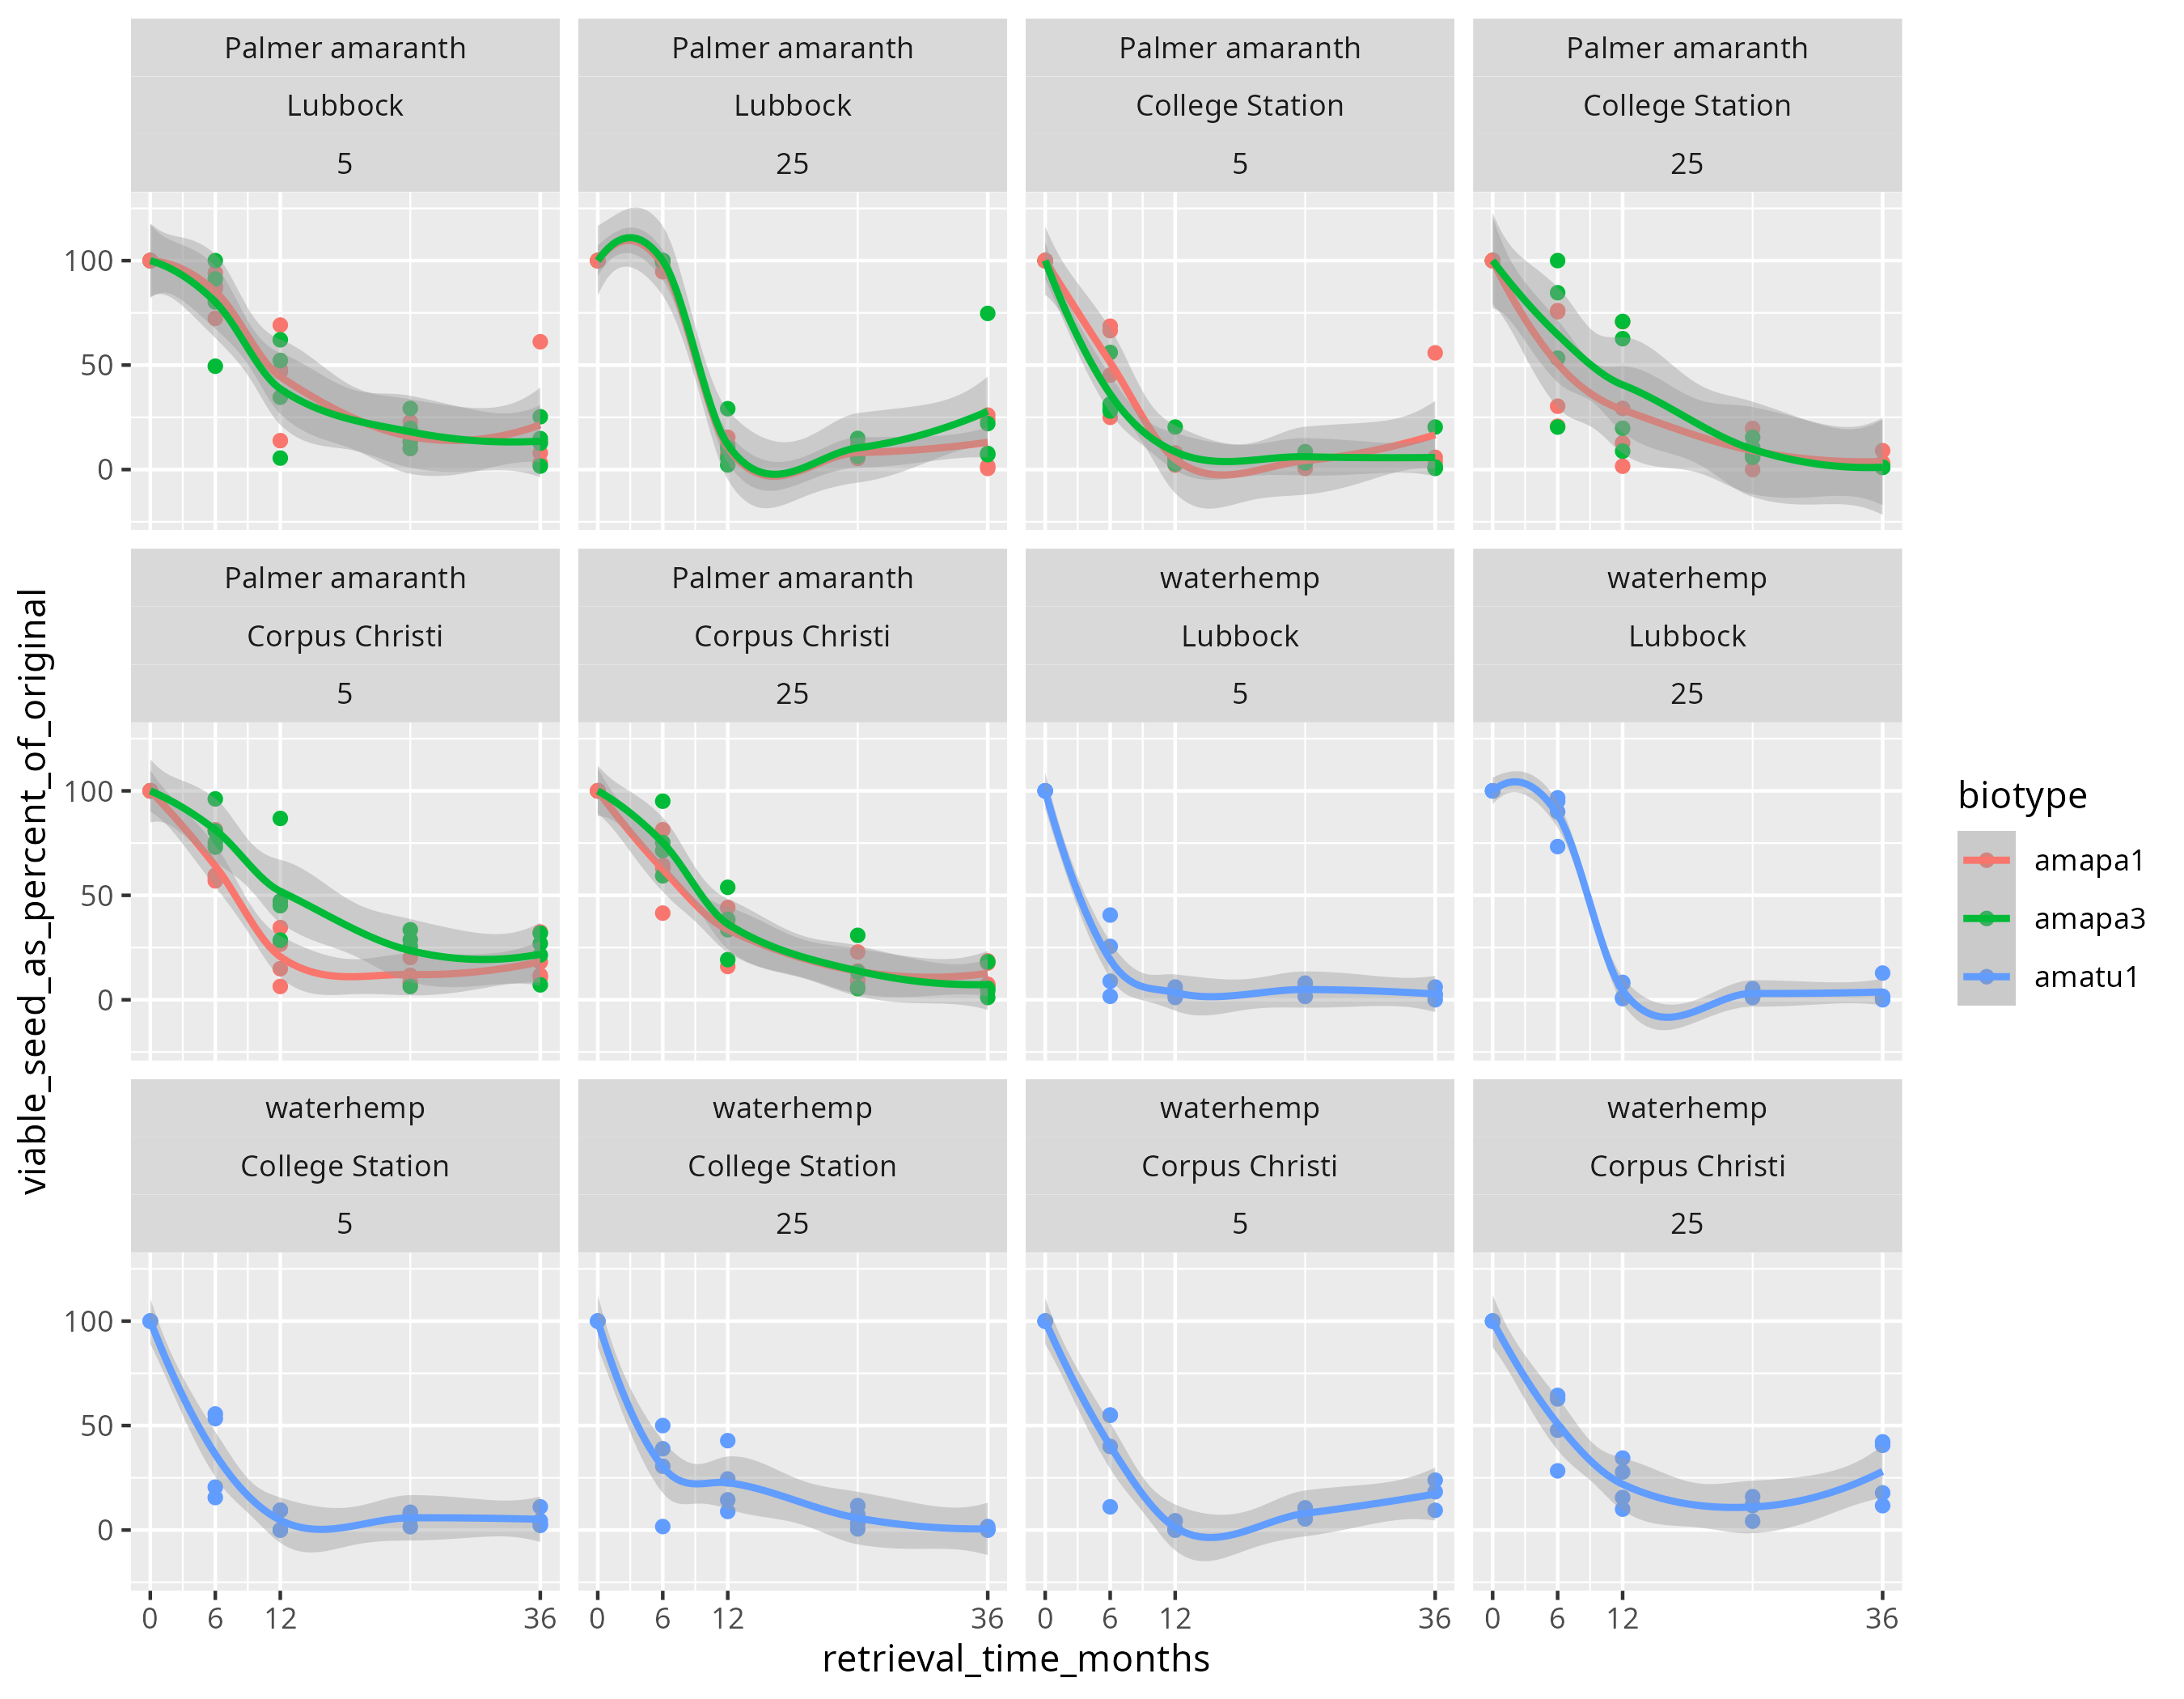 Palmer amaranth
Lubbock
5
Palmer amaranth
Lubbock
25
Palmer amaranth
College Station
5
Palmer amaranth
College Station
25
100
50
0
Palmer amaranth
Corpus Christi
5
Palmer amaranth
Corpus Christi
25
waterhemp
Lubbock
5
waterhemp
Lubbock
25
100
50
0
waterhemp
College Station
5
waterhemp
College Station
25
waterhemp
Corpus Christi
5
waterhemp
Corpus Christi
25
100
50
0
0 6 12 36
0 6 12 36
0 6 12 36
0 6 12 36
retrieval_time_months
viable_seed_as_percent_of_original
biotype
amapa1
amapa3
amatu1